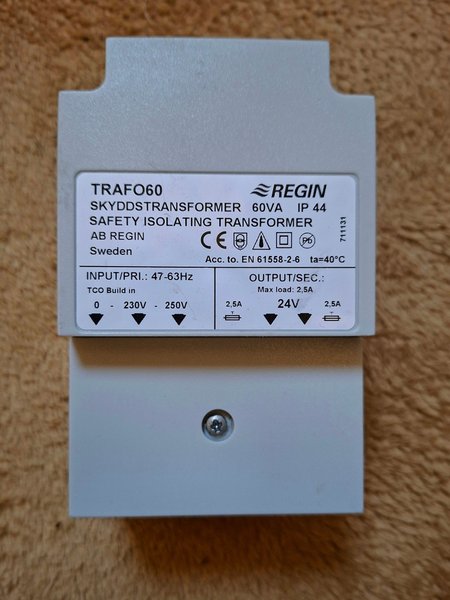 TRAFO60
REGIN
SKYDDSTRANSFORMER 60VA IP 44
SAFETY ISOLATING TRANSFORMER
AB REGIN
CE
Sweden
Acc. to. EN 61558-2-6 ta=40°C
711131
INPUT/PRI.: 47-63Hz
TCO Build in
0 - 230V - 250V
OUTPUT/SEC.:
Max load: 2,5A
2,5A 24V 2,5A